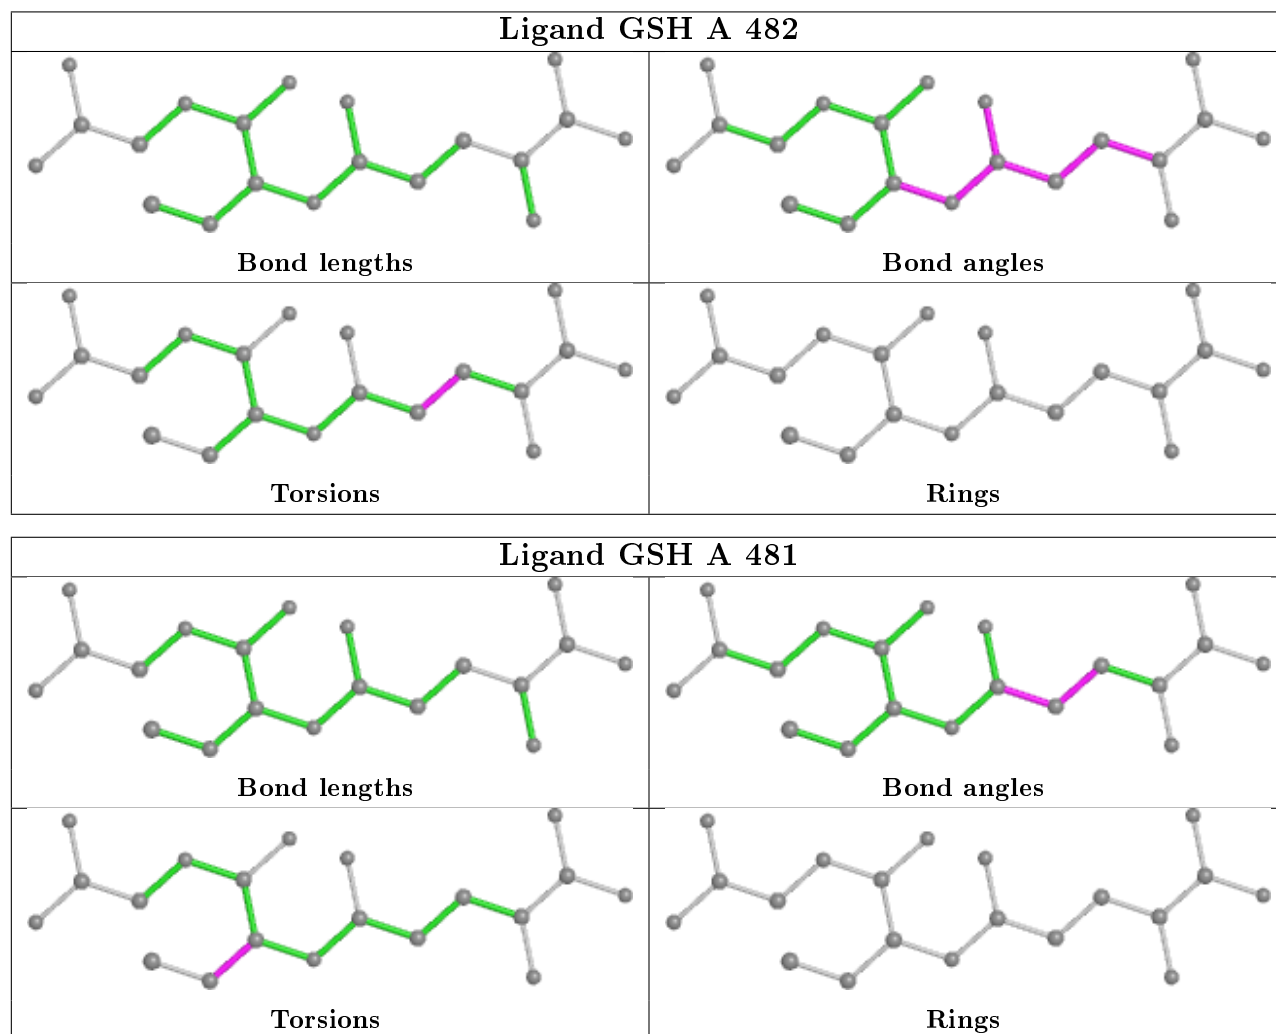 Ligand GSH A 482
Bond lengths
Bond angles
Torsions
Rings
Ligand GSH A 481
Bond lengths
Bond angles
Torsions
Rings